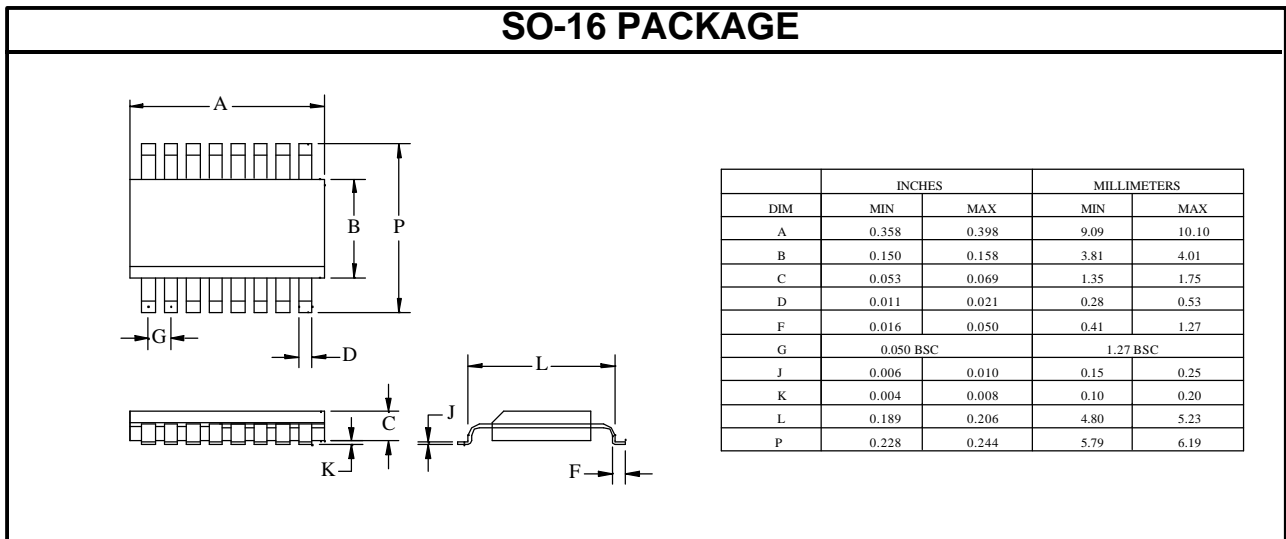 SO-16 PACKAGE
A
B
P
G
D
L
J
C
K
F
INCHES MILLIMETERS
DIM MIN MAX MIN MAX
A 0.358 0.398 9.09 10.10
B 0.150 0.158 3.81 4.01
C 0.053 0.069 1.35 1.75
D 0.011 0.021 0.28 0.53
F 0.016 0.050 0.41 1.27
G 0.050 BSC 1.27 BSC
J 0.006 0.010 0.15 0.25
K 0.004 0.008 0.10 0.20
L 0.189 0.206 4.80 5.23
P 0.228 0.244 5.79 6.19